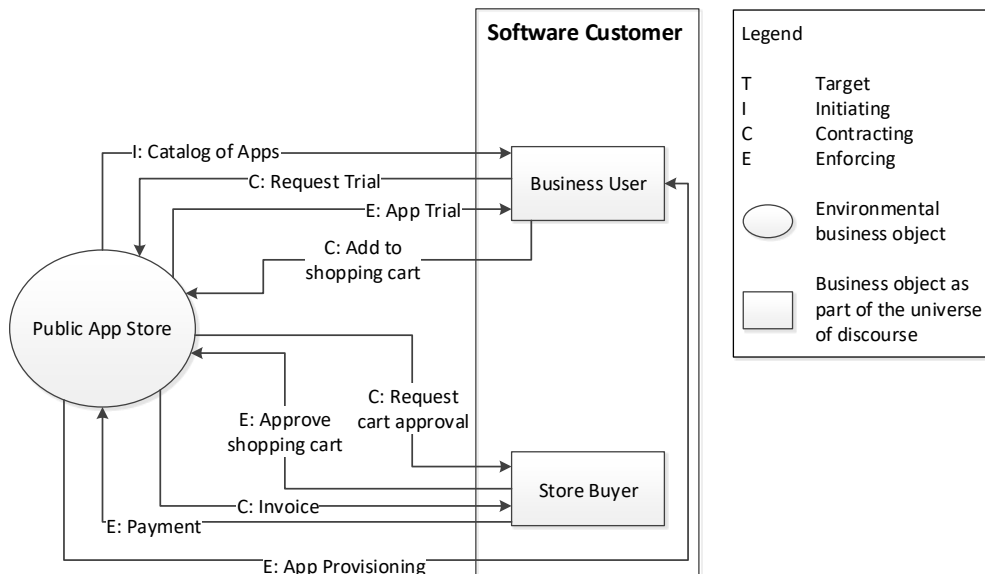 Software Customer
I: Catalog of Apps
C: Request Trial
Business User
E: App Trial
C: Add to
shopping cart
Public App Store
C: Request
cart approval
E: Approve
shopping cart
Store Buyer
C: Invoice
E: Payment
E: App Provisioning
Legend
T Target
I Initiating
C Contracting
E Enforcing
Environmental
business object
Business object as
part of the universe
of discourse